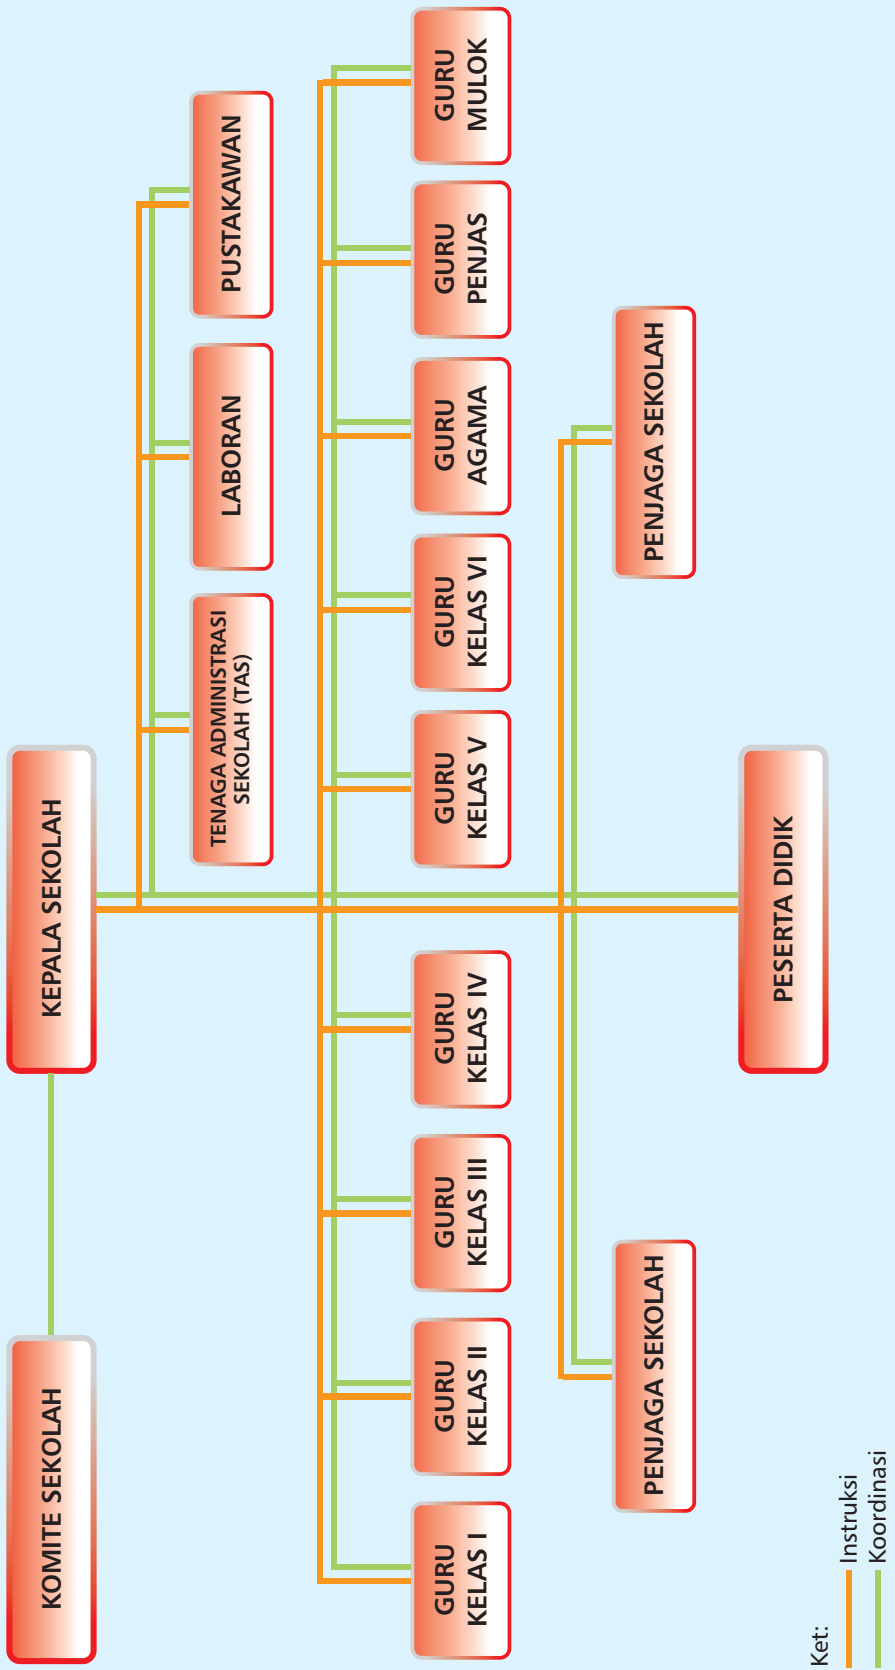 KOMITE SEKOLAH
KEPALA SEKOLAH
TENAGA ADMINISTRASI
SEKOLAH (TAS)
LABORAN
PUSTAKAWAN
GURU
KELAS I
GURU
KELAS II
GURU
KELAS III
GURU
KELAS IV
GURU
KELAS V
GURU
KELAS VI
GURU
AGAMA
GURU
PENJAS
GURU
MULOK
PENJAGA SEKOLAH
PENJAGA SEKOLAH
PESERTA DIDIK
Ket:
Instruksi
Koordinasi